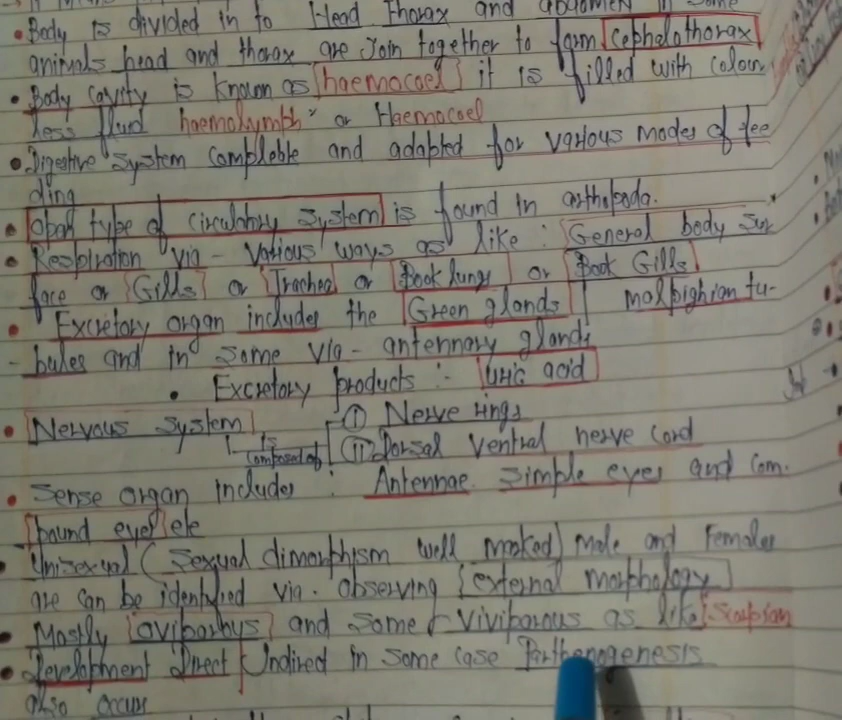 • Body is divided in to Head Thorax and abdomen in some
animals head and thorax are Join together to form cephalothorax
• Body cavity is known as haemacoel it is filled with colour
less fluid haemolymph or Haemacoel
• Digestive system complete and adapted for various modes of fee
ding
• Open type of circulatory system is found in arthopoda.
• Respiration via - various ways as like : General body sur
face or Gills or Trachea or Book lungs or Book Gills
• Excretory organ includes the Green glands malpighian tu-
- bules and in some via - antennary glands
• Excretory products :- uric acid
• Nervous system is composed of (i) Nerve rings
(ii) Dorsal ventral nerve cord
• Sense organ includes : Antennae simple eyes and com.
pound eyes etc
• Unisexual (sexual dimorphism well marked) Male and Females
are can be identified via. observing external morphology
• Mostly oviparous and some viviparous as like Scorpion
• Development Direct Undired in some case Parthenogenesis
also occurs